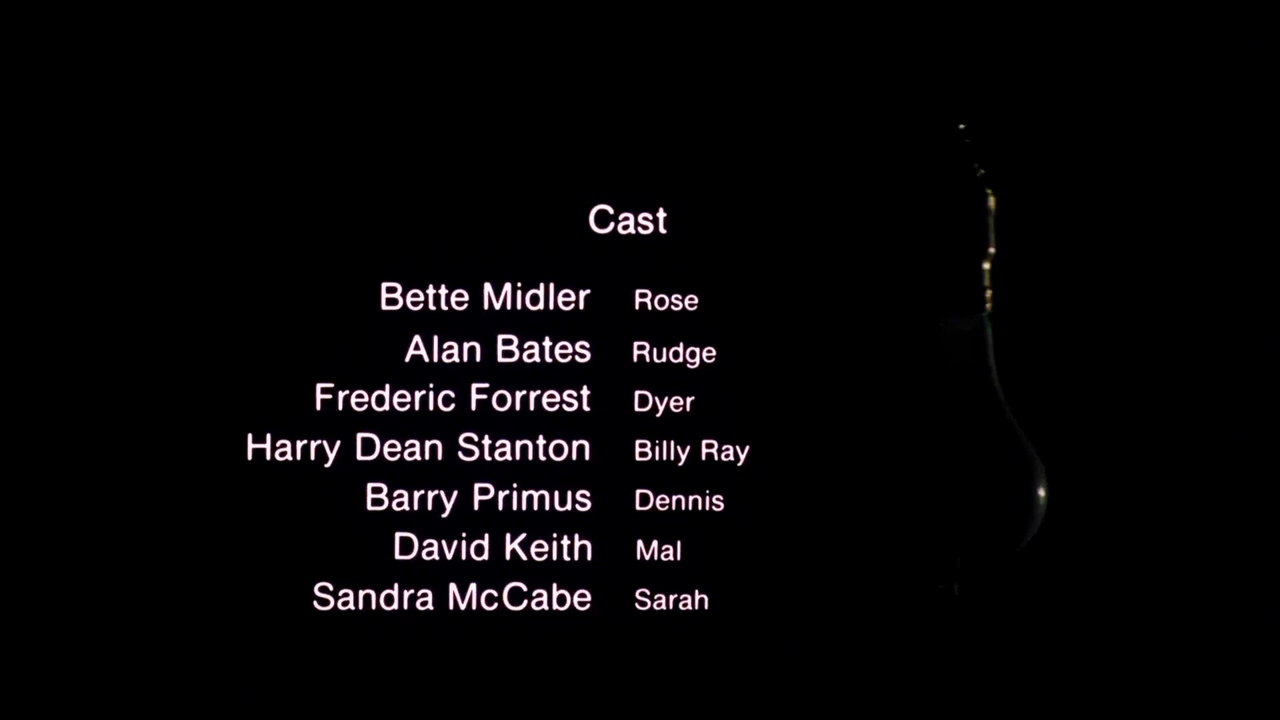 Cast
Bette Midler Rose
Alan Bates Rudge
Frederic Forrest Dyer
Harry Dean Stanton Billy Ray
Barry Primus Dennis
David Keith Mal
Sandra McCabe Sarah